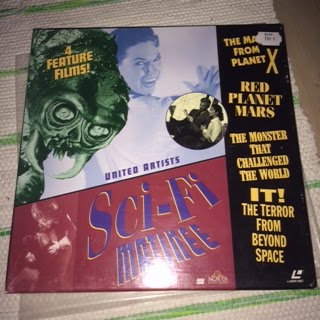 4
FEATURE
FILMS!
THE MA
FROM
PLANET
X
RED
PLANET
MARS
THE MONSTER
THAT
CHALLENGED
THE WORLD
IT!
THE TERROR
FROM
BEYOND
SPACE
UNITED ARTISTS
SCi-Fi
MATINEE